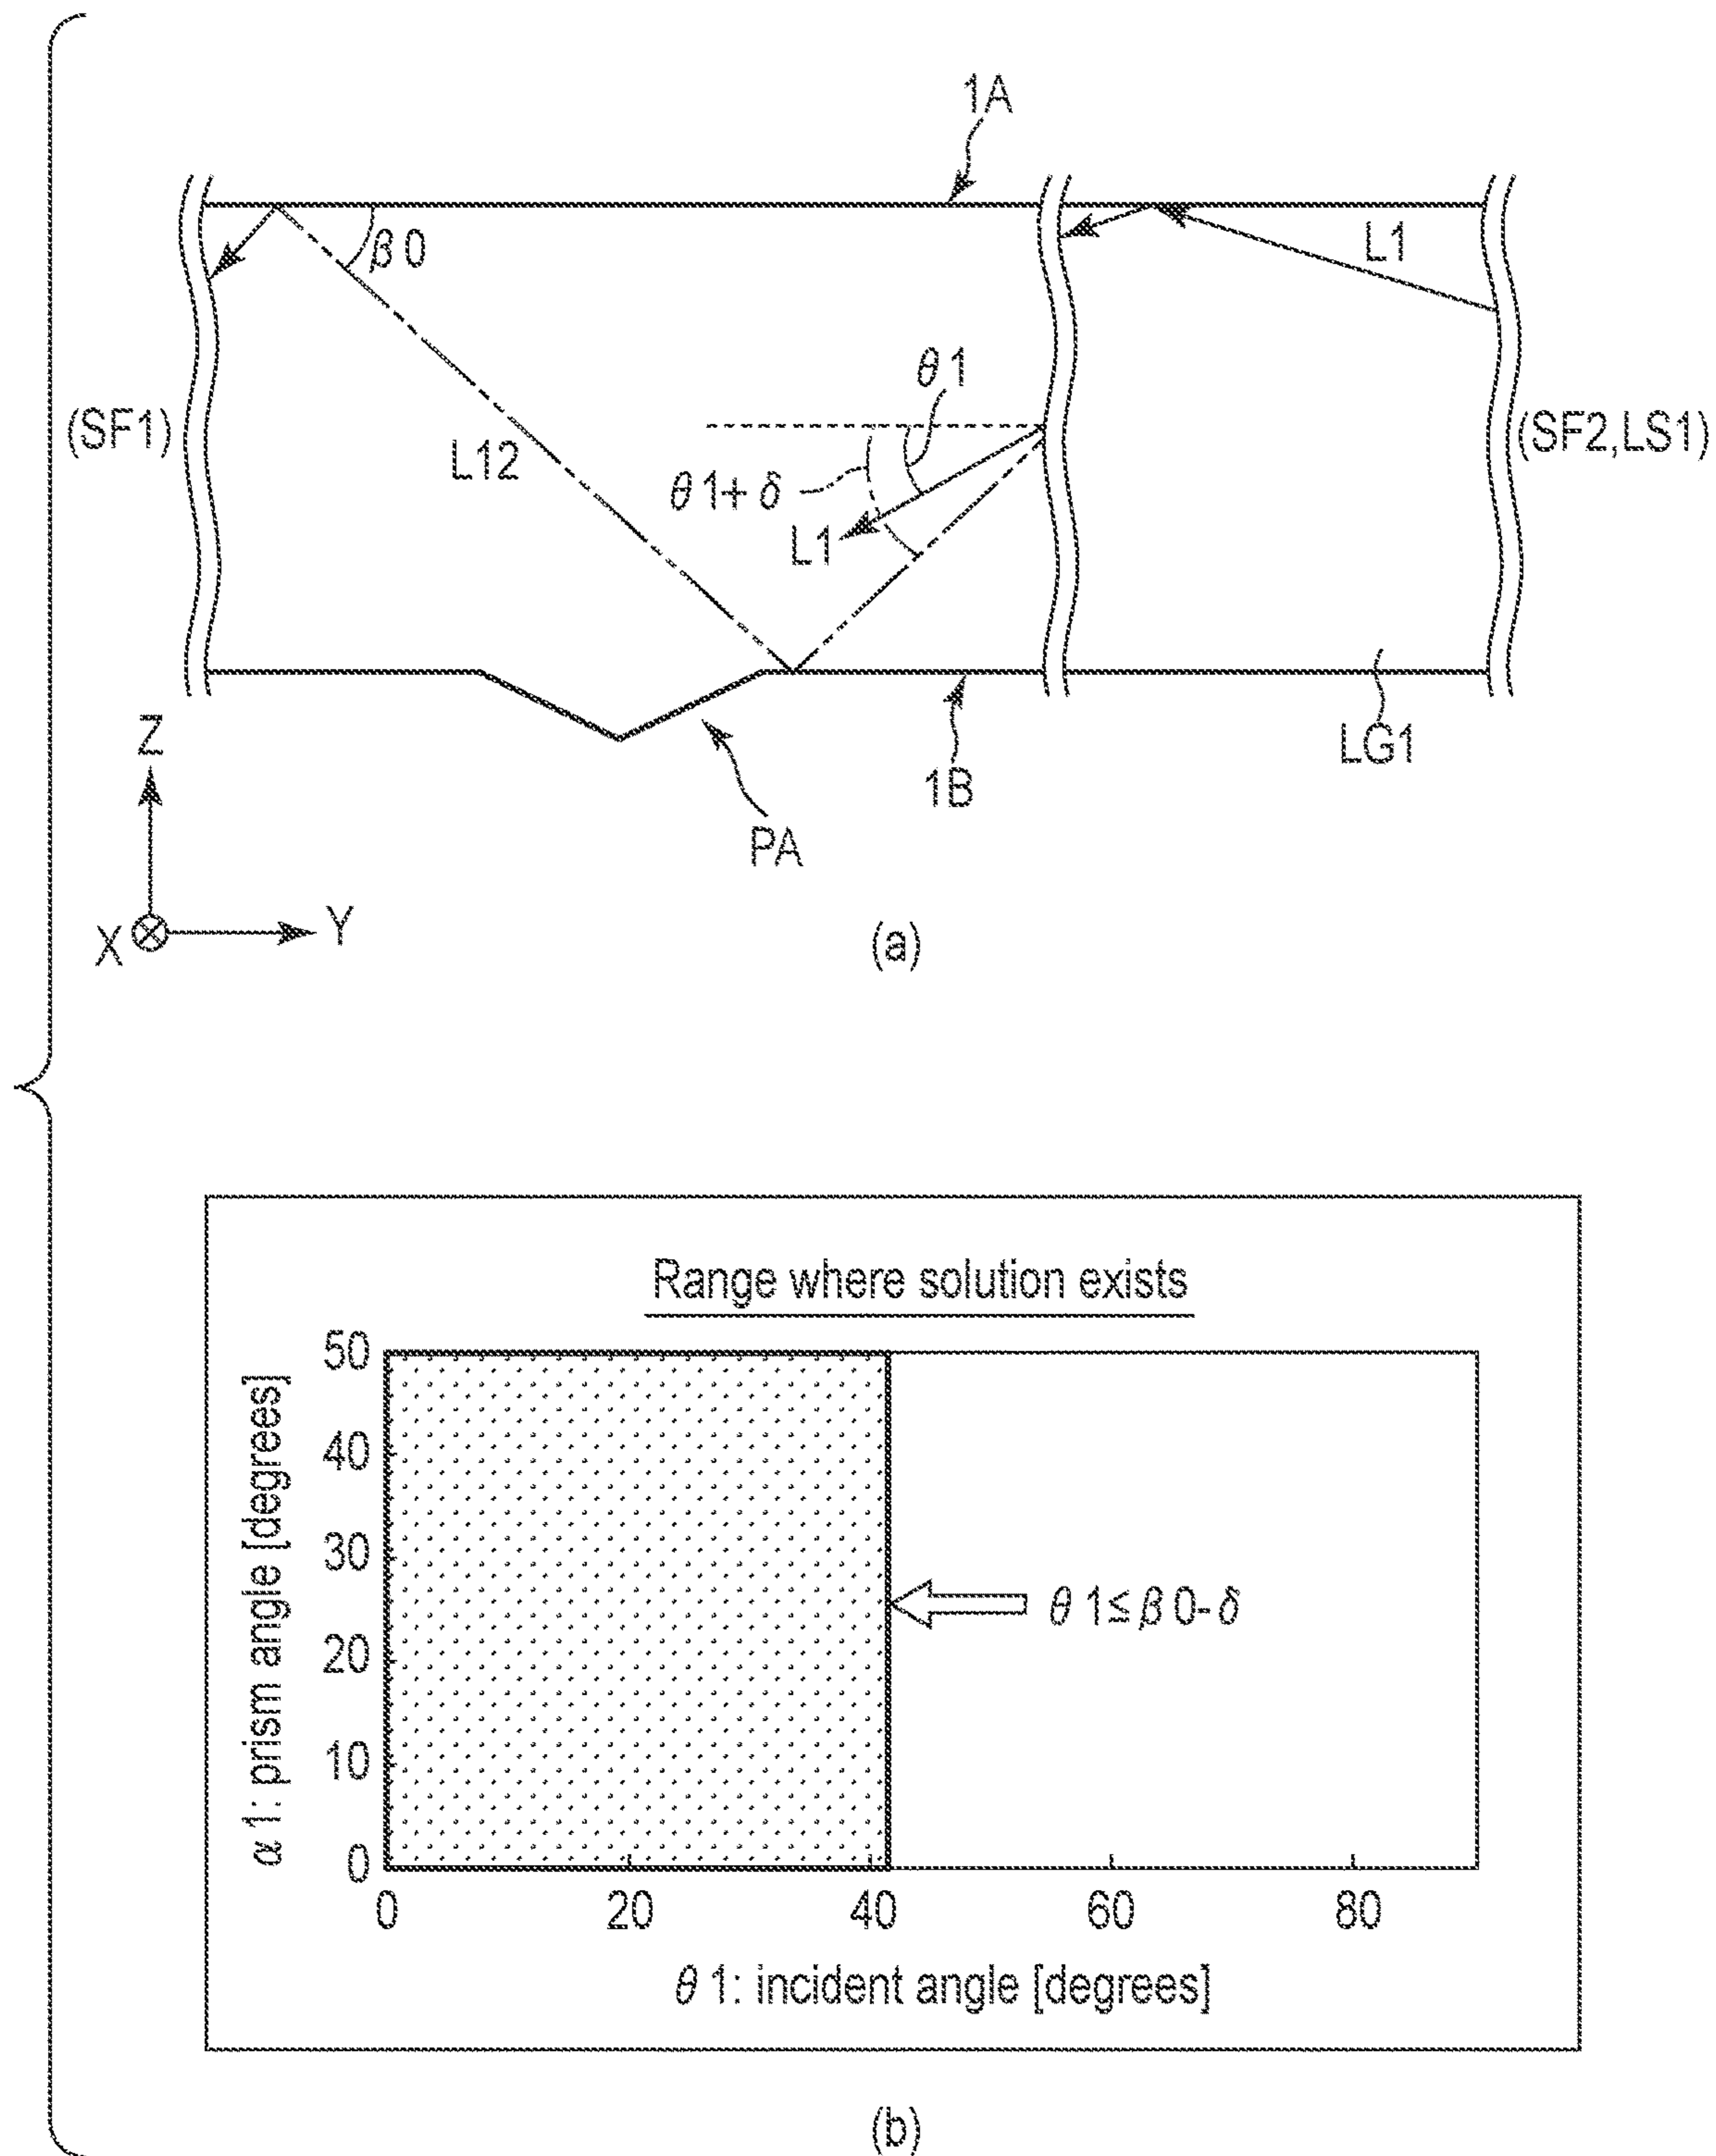 1A
β0
L1
θ1
(SF1)
L12
(SF2,LS1)
θ1+δ
L1
Z
LG1
1B
PA
X
Y
(a)
Range where solution exists
50
40
30
20
10
0
α1: prism angle [degrees]
θ1≤β0-δ
0
20
40
60
80
θ1: incident angle [degrees]
(b)